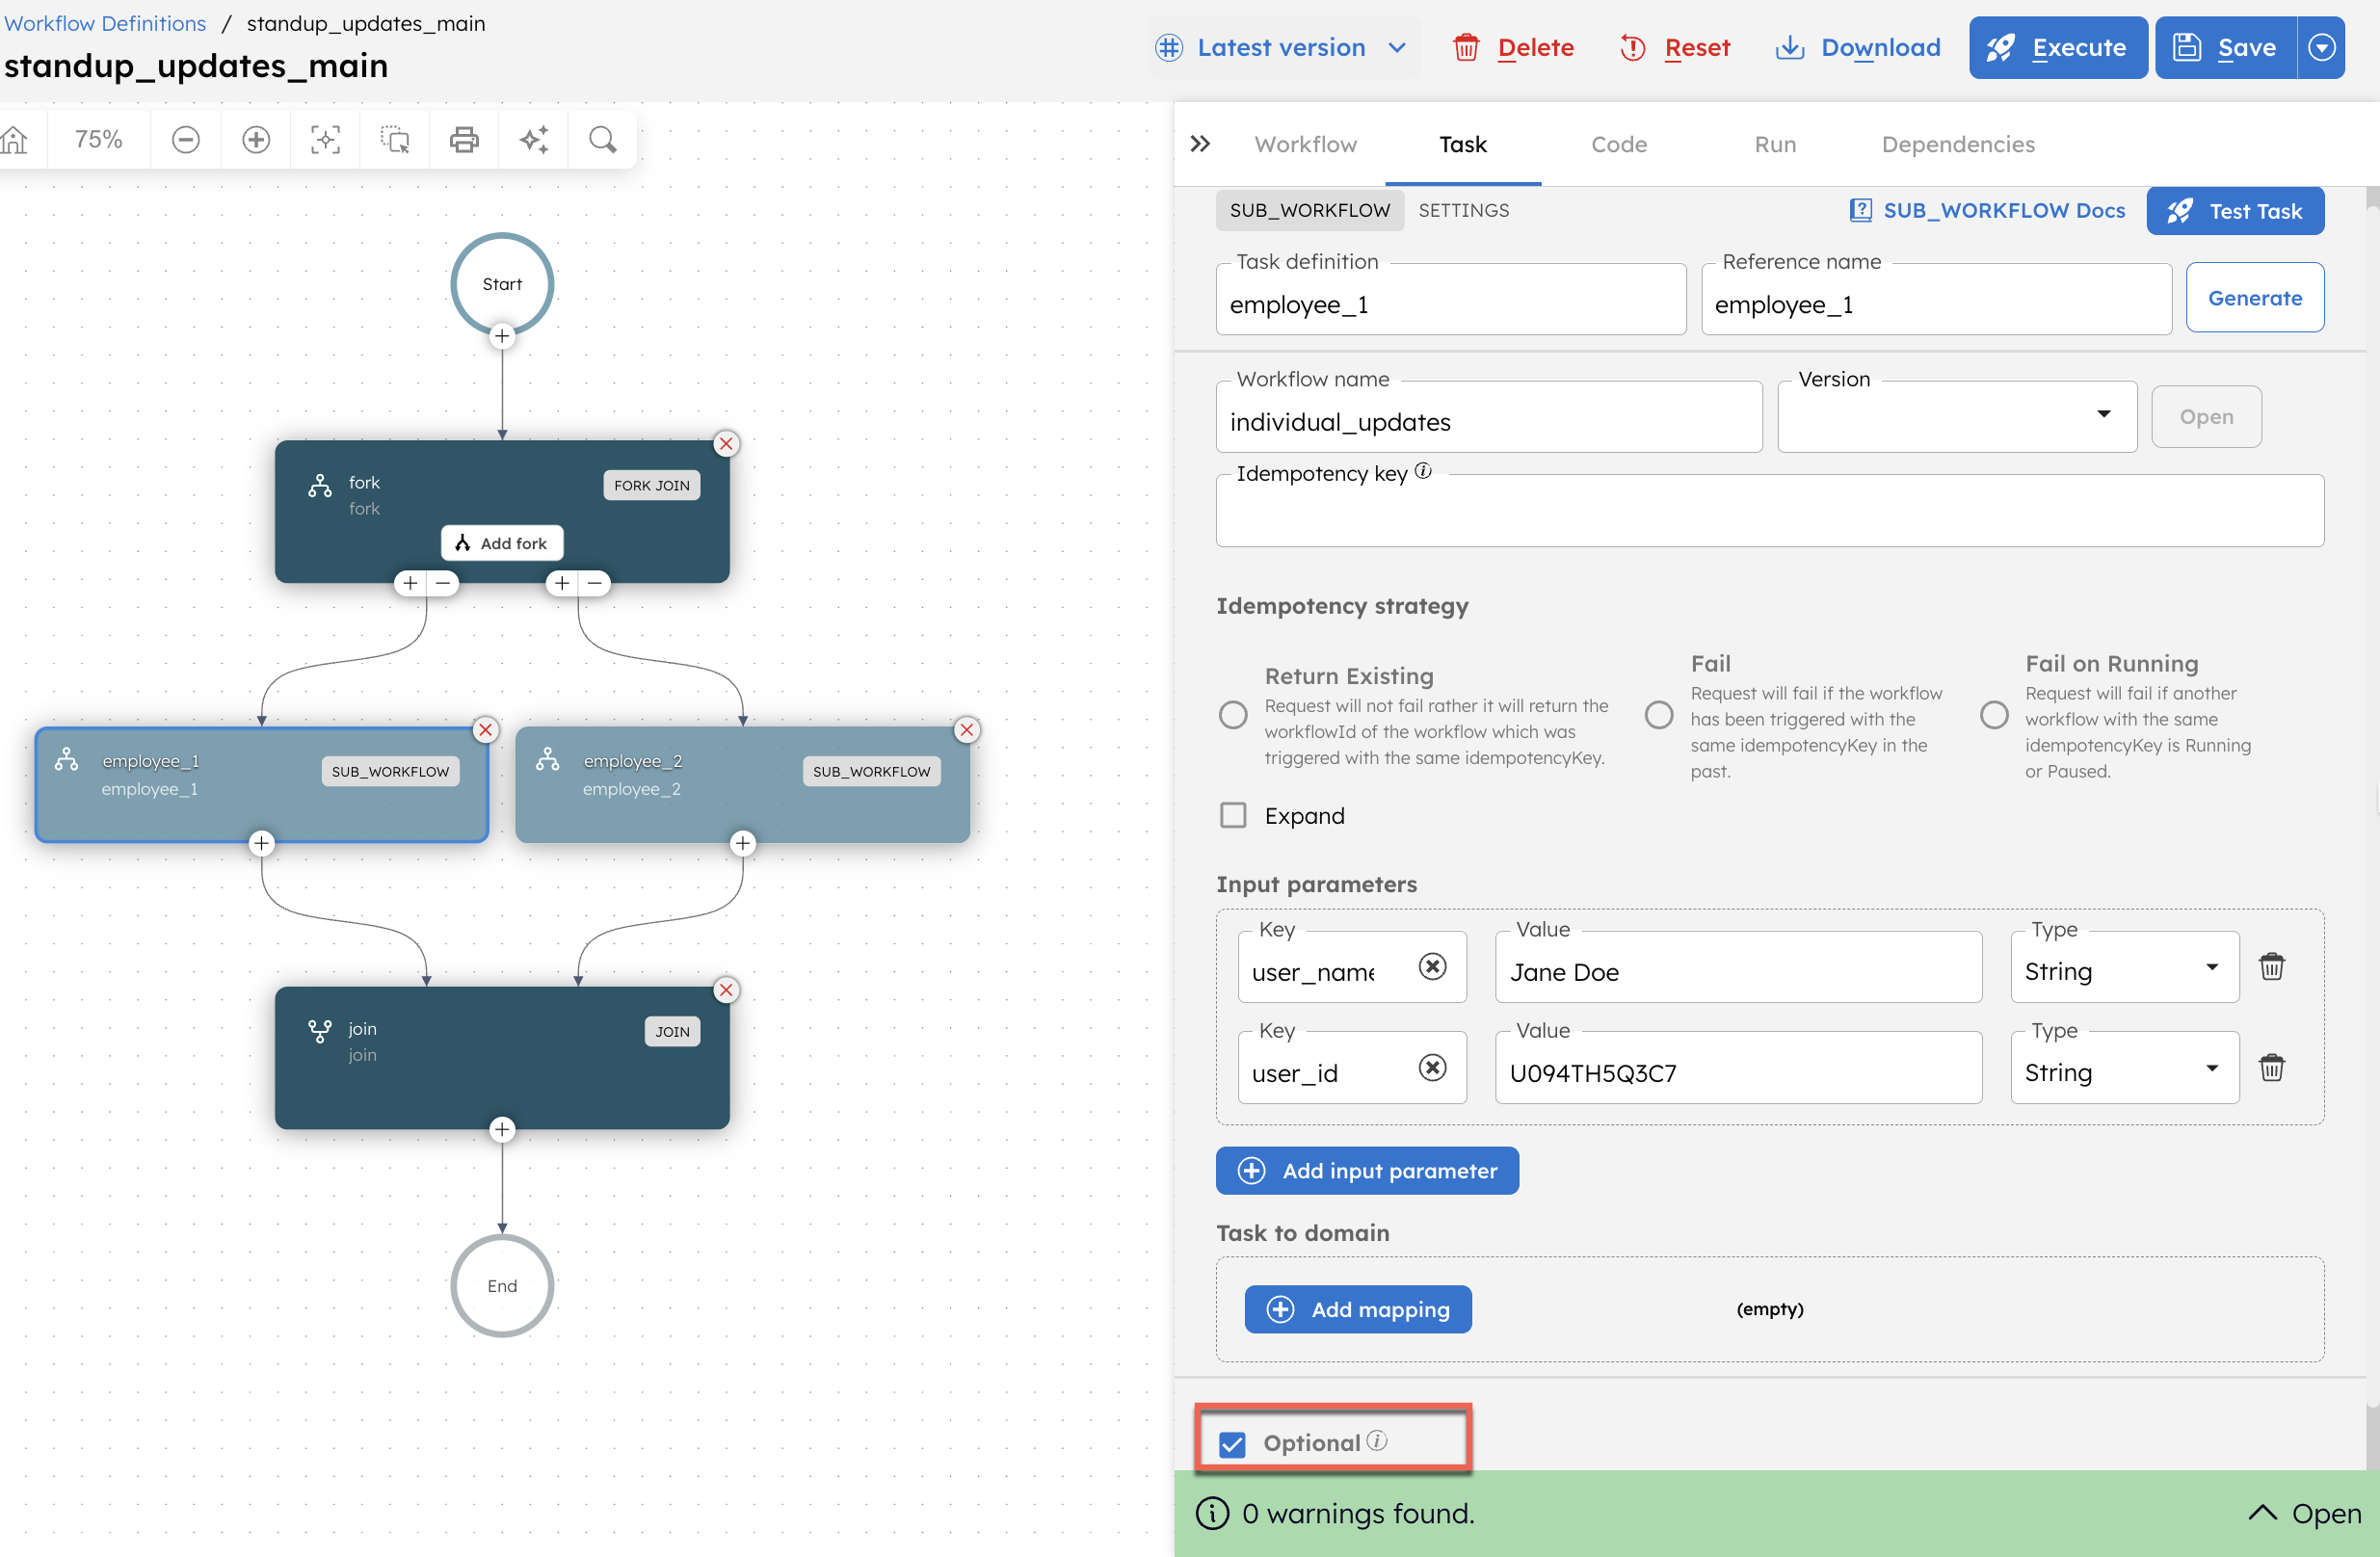 Workflow Definitions / standup_updates_main
standup_updates_main
Latest version
Delete
Reset
Download
Execute
Save
75%
Workflow
Task
Code
Run
Dependencies
SUB_WORKFLOW
SETTINGS
SUB_WORKFLOW Docs
Test Task
Task definition
employee_1
Reference name
employee_1
Generate
Workflow name
individual_updates
Version
Open
Idempotency key
Idempotency strategy
Return Existing
Request will not fail rather it will return the
workflowId of the workflow which was
triggered with the same idempotencyKey.
Fail
Request will fail if the workflow
has been triggered with the
same idempotencyKey in the
past.
Fail on Running
Request will fail if another
workflow with the same
idempotencyKey is Running
or Paused.
Expand
Input parameters
Key
user_name
Value
Jane Doe
Type
String
Key
user_id
Value
U094TH5Q3C7
Type
String
Add input parameter
Task to domain
Add mapping
(empty)
Optional
0 warnings found.
Open
Start
fork
fork
FORK JOIN
Add fork
employee_1
employee_1
SUB_WORKFLOW
employee_2
employee_2
SUB_WORKFLOW
join
join
JOIN
End